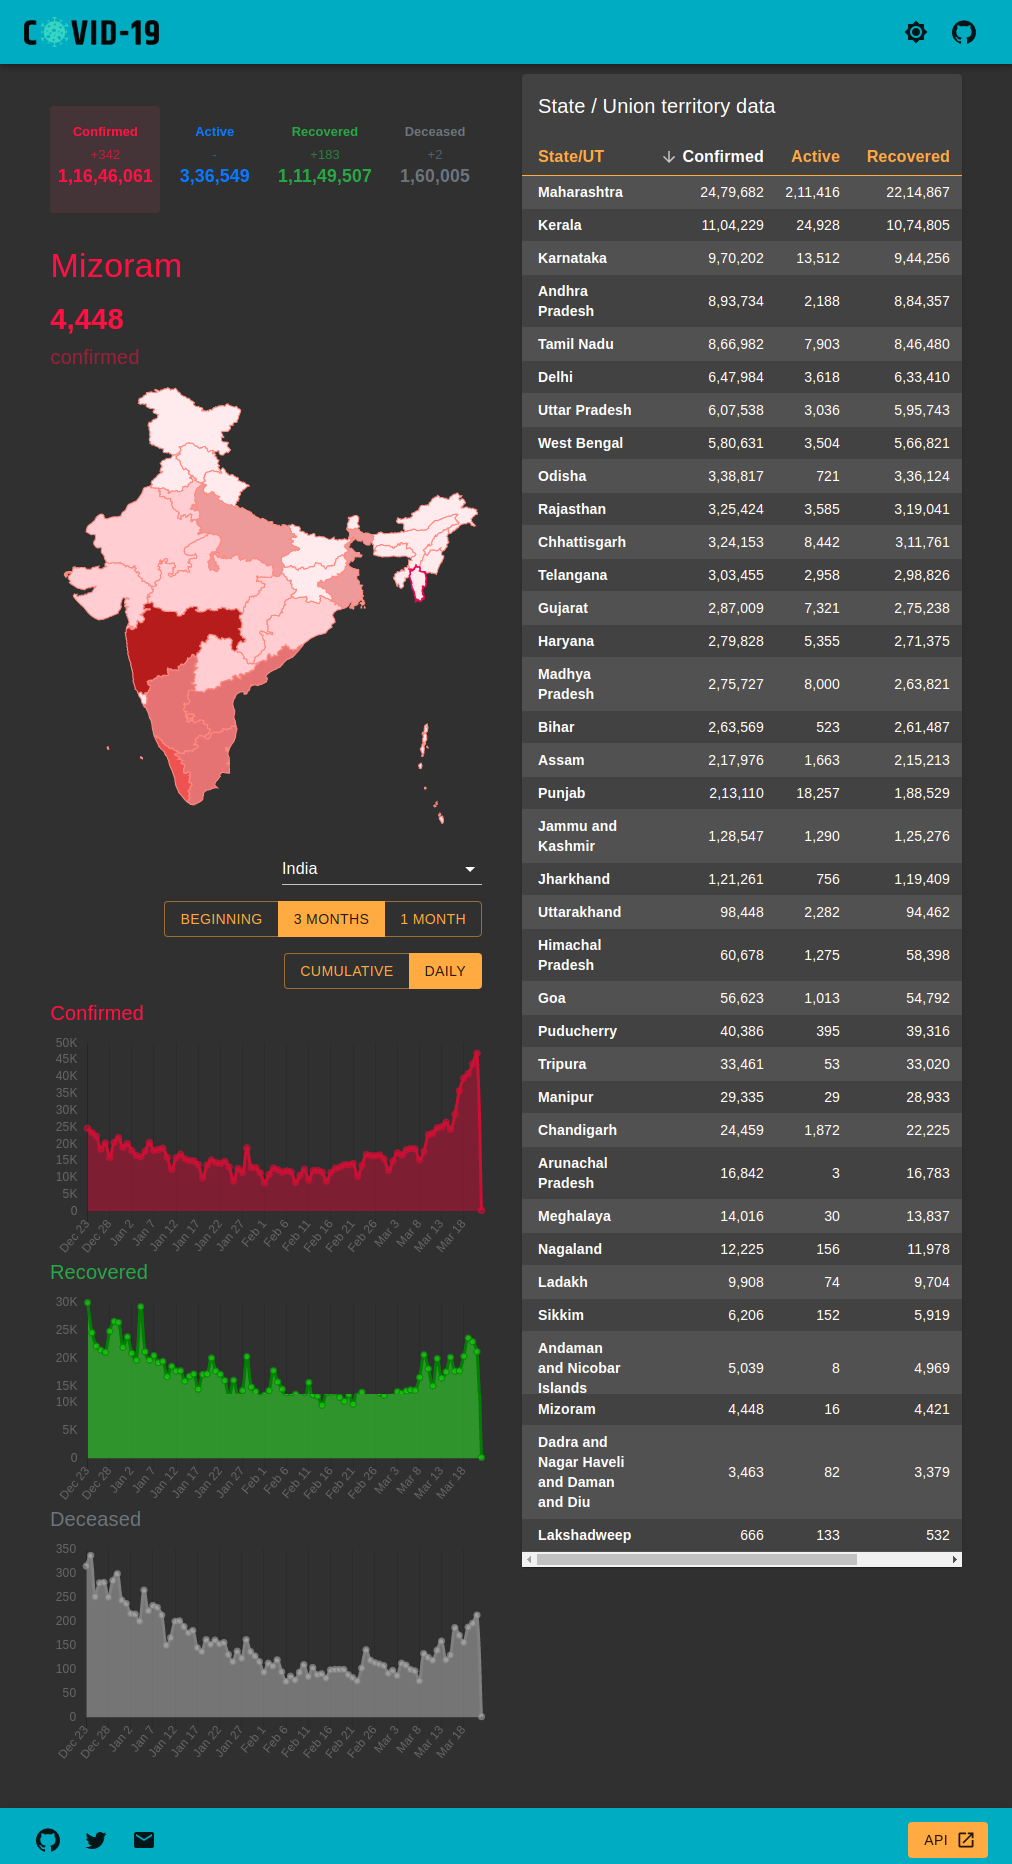 COVID-19
Confirmed Active Recovered Deceased
+342 - +183 +2
1,16,46,061 3,36,549 1,11,49,507 1,60,005
Mizoram
4,448
confirmed
India
BEGINNING 3 MONTHS 1 MONTH
CUMULATIVE DAILY
Confirmed
50K
45K
40K
35K
30K
25K
20K
15K
10K
5K
0
Dec 23 Dec 28 Jan 2 Jan 7 Jan 12 Jan 17 Jan 22 Jan 27 Feb 1 Feb 6 Feb 11 Feb 16 Feb 21 Feb 26 Mar 3 Mar 8 Mar 13 Mar 18
Recovered
30K
25K
20K
15K
10K
5K
0
Dec 23 Dec 28 Jan 2 Jan 7 Jan 12 Jan 17 Jan 22 Jan 27 Feb 1 Feb 6 Feb 11 Feb 16 Feb 21 Feb 26 Mar 3 Mar 8 Mar 13 Mar 18
Deceased
350
300
250
200
150
100
50
0
Dec 23 Dec 28 Jan 2 Jan 7 Jan 12 Jan 17 Jan 22 Jan 27 Feb 1 Feb 6 Feb 11 Feb 16 Feb 21 Feb 26 Mar 3 Mar 8 Mar 13 Mar 18
State / Union territory data
State/UT Confirmed Active Recovered
Maharashtra 24,79,682 2,11,416 22,14,867
Kerala 11,04,229 24,928 10,74,805
Karnataka 9,70,202 13,512 9,44,256
Andhra
Pradesh 8,93,734 2,188 8,84,357
Tamil Nadu 8,66,982 7,903 8,46,480
Delhi 6,47,984 3,618 6,33,410
Uttar Pradesh 6,07,538 3,036 5,95,743
West Bengal 5,80,631 3,504 5,66,821
Odisha 3,38,817 721 3,36,124
Rajasthan 3,25,424 3,585 3,19,041
Chhattisgarh 3,24,153 8,442 3,11,761
Telangana 3,03,455 2,958 2,98,826
Gujarat 2,87,009 7,321 2,75,238
Haryana 2,79,828 5,355 2,71,375
Madhya
Pradesh 2,75,727 8,000 2,63,821
Bihar 2,63,569 523 2,61,487
Assam 2,17,976 1,663 2,15,213
Punjab 2,13,110 18,257 1,88,529
Jammu and
Kashmir 1,28,547 1,290 1,25,276
Jharkhand 1,21,261 756 1,19,409
Uttarakhand 98,448 2,282 94,462
Himachal
Pradesh 60,678 1,275 58,398
Goa 56,623 1,013 54,792
Puducherry 40,386 395 39,316
Tripura 33,461 53 33,020
Manipur 29,335 29 28,933
Chandigarh 24,459 1,872 22,225
Arunachal
Pradesh 16,842 3 16,783
Meghalaya 14,016 30 13,837
Nagaland 12,225 156 11,978
Ladakh 9,908 74 9,704
Sikkim 6,206 152 5,919
Andaman
and Nicobar 5,039 8 4,969
Islands
Mizoram 4,448 16 4,421
Dadra and
Nagar Haveli 3,463 82 3,379
and Daman
and Diu
Lakshadweep 666 133 532
API